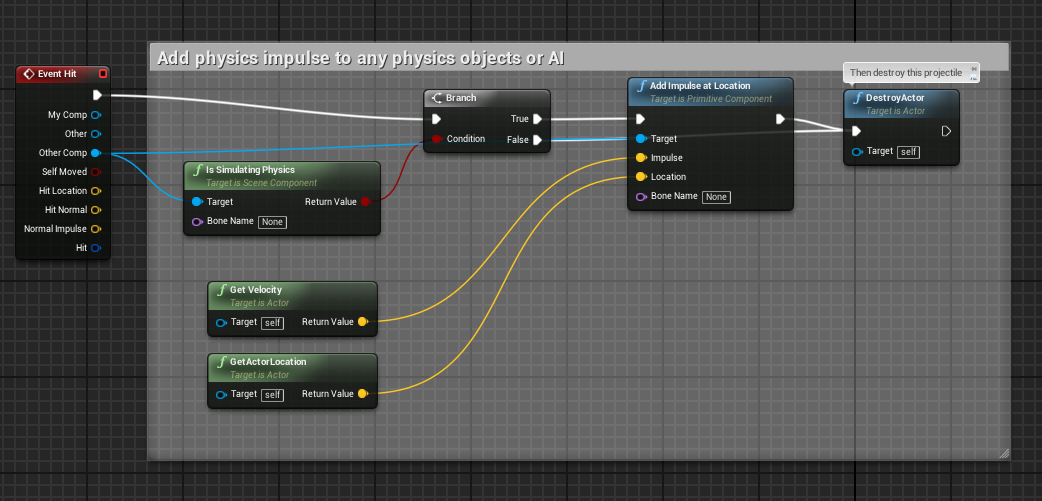 Add physics impulse to any physics objects or AI
Event Hit
My Comp
Other
Other Comp
Self Moved
Hit Location
Hit Normal
Normal Impulse
Hit
Is Simulating Physics
Target is Scene Component
Target
Return Value
Bone Name None
Get Velocity
Target is Actor
Target self
Return Value
GetActorLocation
Target is Actor
Target self
Return Value
Branch
True
Condition
False
Add Impulse at Location
Target is Primitive Component
Target
Impulse
Location
Bone Name None
Then destroy this projectile
DestroyActor
Target is Actor
Target self